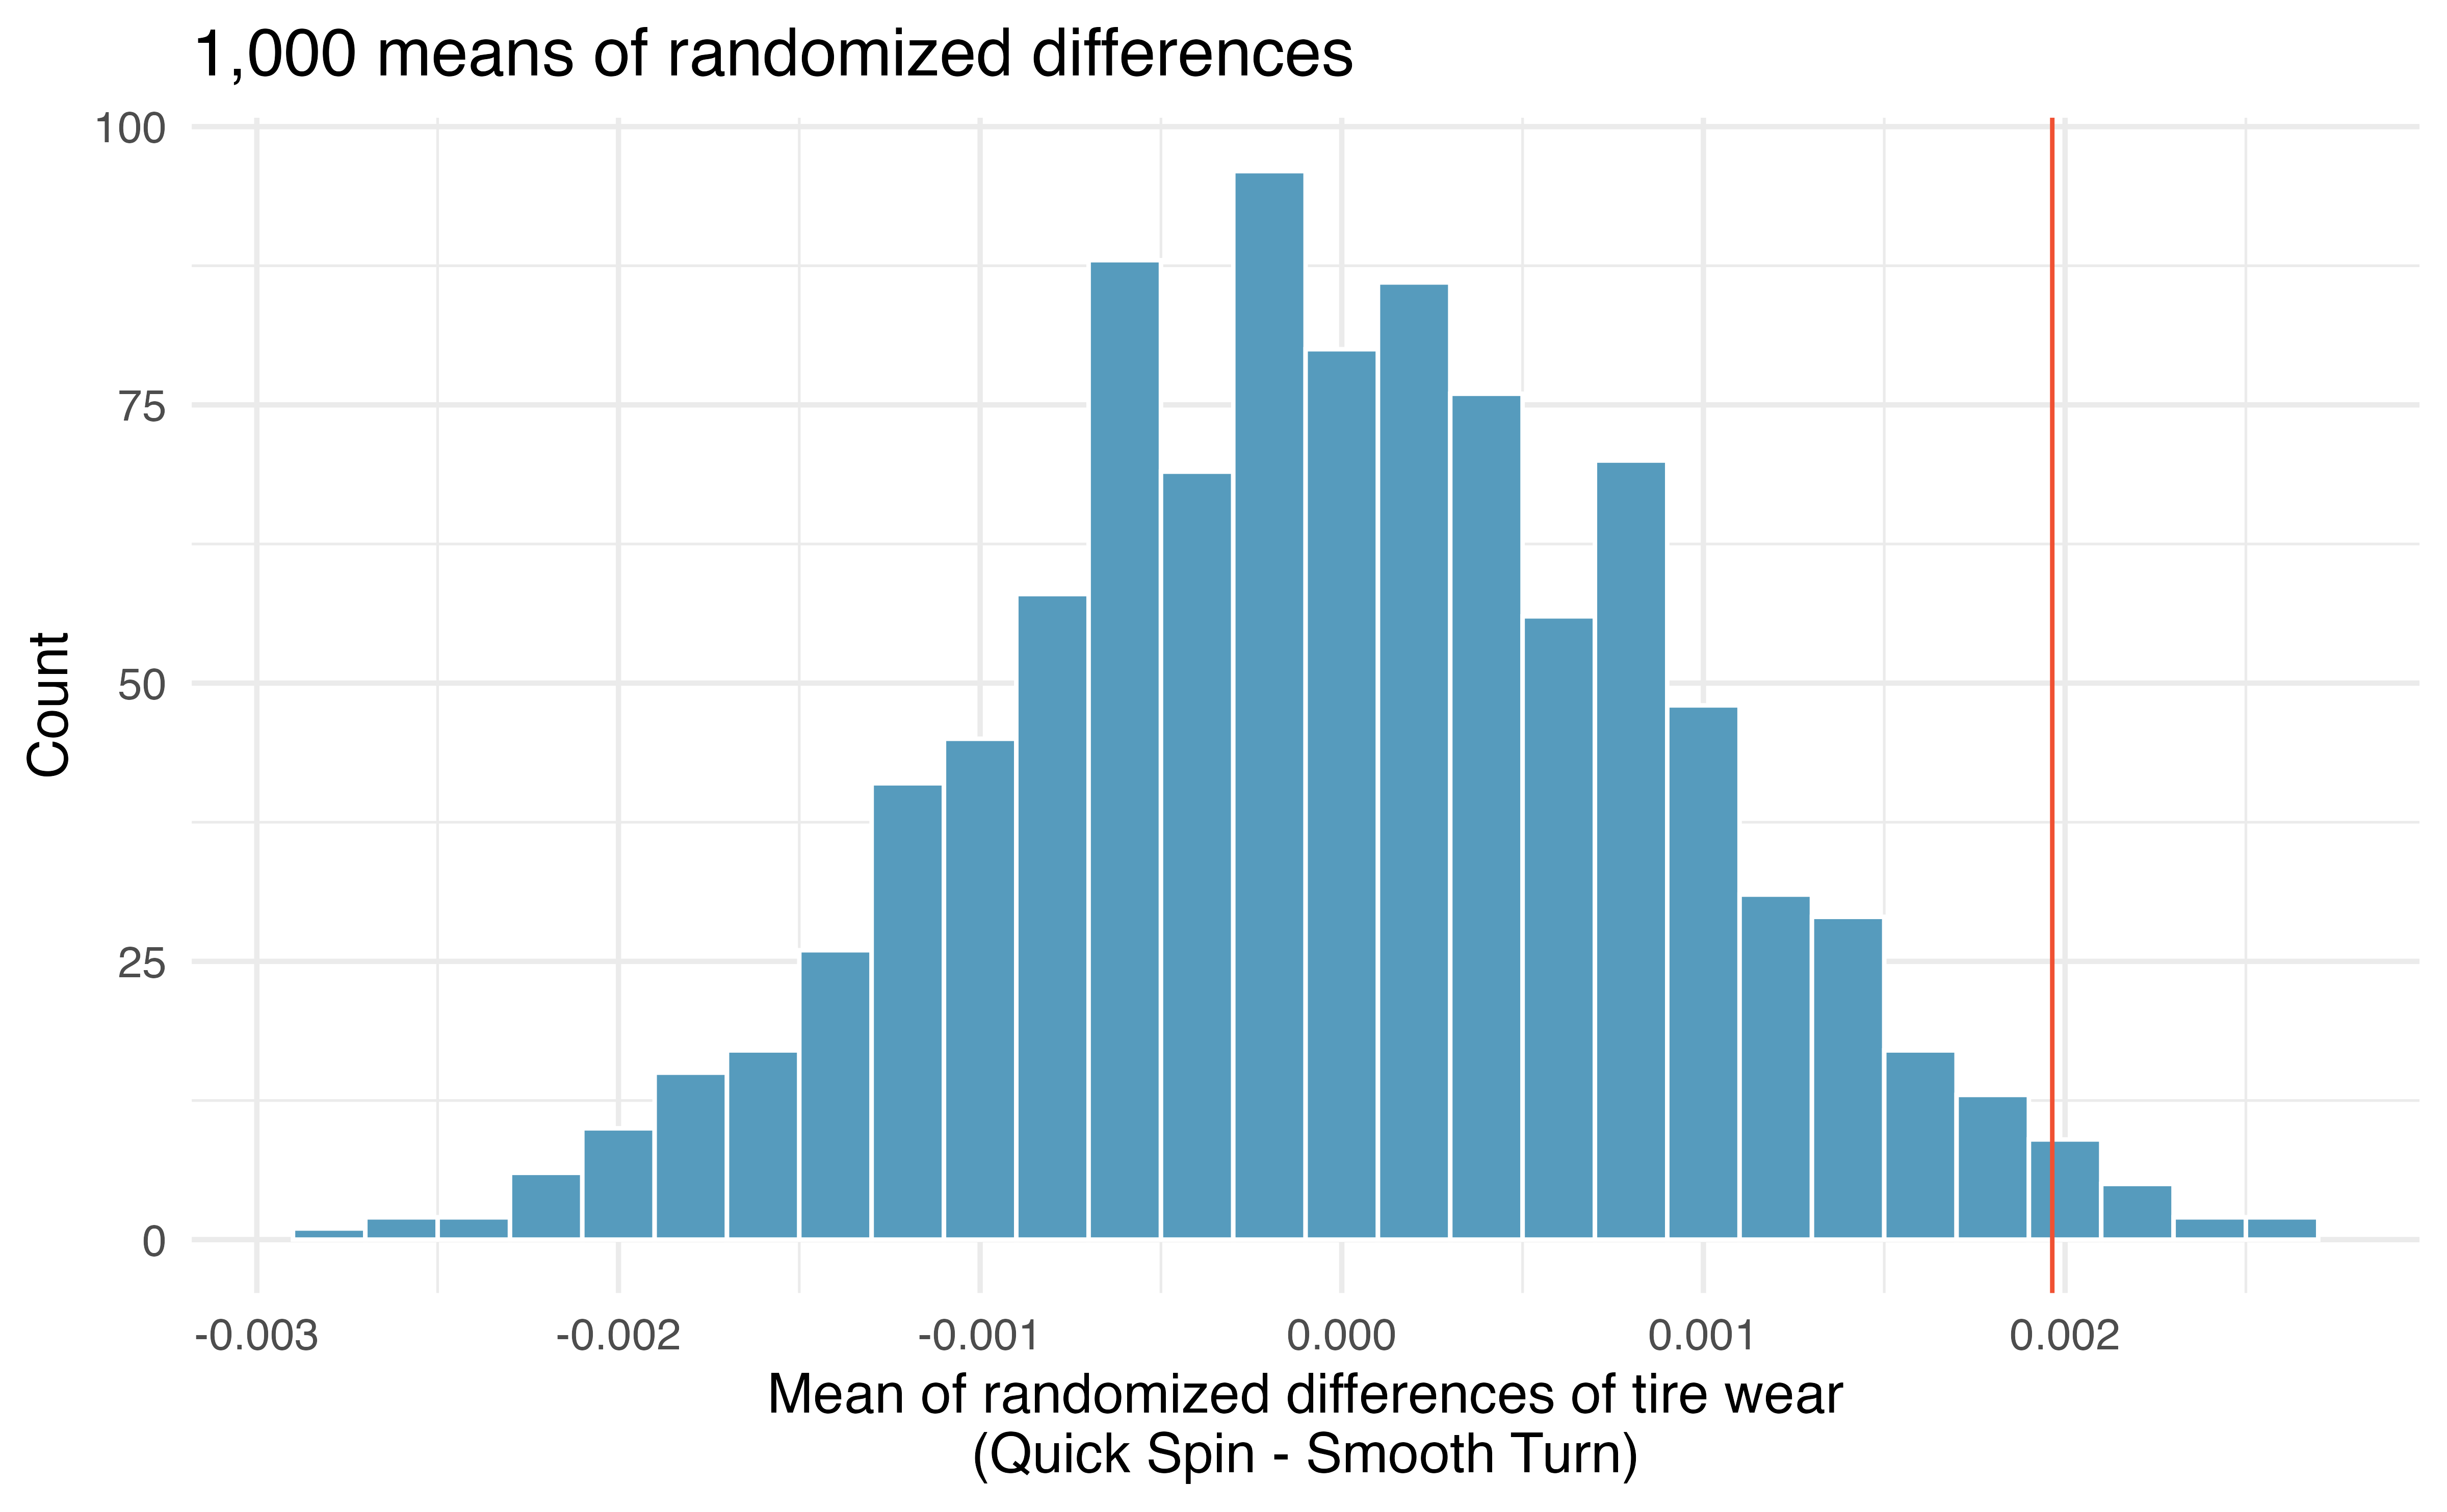 1,000 means of randomized differences
100
75
50
25
0
Count
-0.003
-0.002
-0.001
0.000
0.001
0.002
Mean of randomized differences of tire wear
(Quick Spin - Smooth Turn)